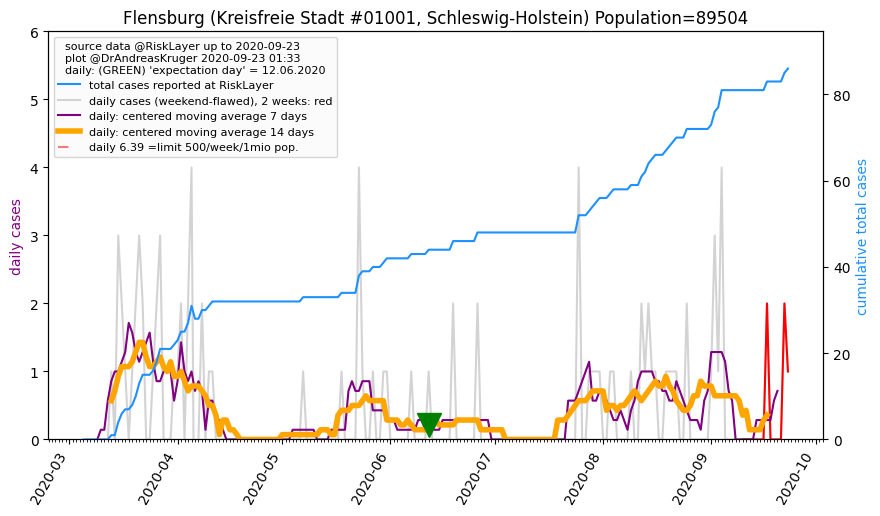 Flensburg (Kreisfreie Stadt #01001, Schleswig-Holstein) Population=89504
source data @RiskLayer up to 2020-09-23
plot @DrAndreasKruger 2020-09-23 01:33
daily: (GREEN) 'expectation day' = 12.06.2020
total cases reported at RiskLayer
daily cases (weekend-flawed), 2 weeks: red
daily: centered moving average 7 days
daily: centered moving average 14 days
daily 6.39 =limit 500/week/1mio pop.
daily cases
6
5
4
3
2
1
0
cumulative total cases
80
60
40
20
0
2020-03
2020-04
2020-05
2020-06
2020-07
2020-08
2020-09
2020-10